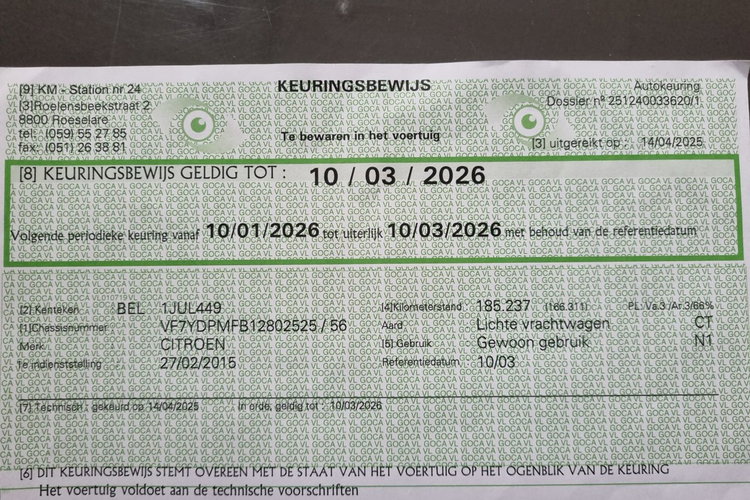 KEURINGSBEWIJS
[9] KM - Station nr 24
Autokeuring
[3]Roelensbeekstraat 2
Dossier nº 251240033620/1
8800 Roeselare
tel: (059) 55 27 85
Te bewaren in het voertuig
fax: (051) 26 38 81
[3] uitgereikt op : 14/04/2025
[8] KEURINGSBEWIJS GELDIG TOT : 10 / 03 / 2026
Volgende periodieke keuring vanaf 10/01/2026 tot uiterlijk 10/03/2026 met behoud van de referentiedatum
[2] Kenteken BEL 1JUL449 [4]Kilometerstand 185.237 (166.311) PL: Va.3 /Ar.3/66%
[1]Chassisnummer VF7YDPMFB12802525 / 56 Aard Lichte vrachtwagen CT
Merk CITROEN [5] Gebruik Gewoon gebruik N1
1e indienststelling : 27/02/2015 Referentiedatum 10/03
[7] Technisch : gekeurd op 14/04/2025 In orde, geldig tot : 10/03/2026
[6] DIT KEURINGSBEWIJS STEMT OVEREEN MET DE STAAT VAN HET VOERTUIG OP HET OGENBLIK VAN DE KEURING
Het voertuig voldoet aan de technische voorschriften